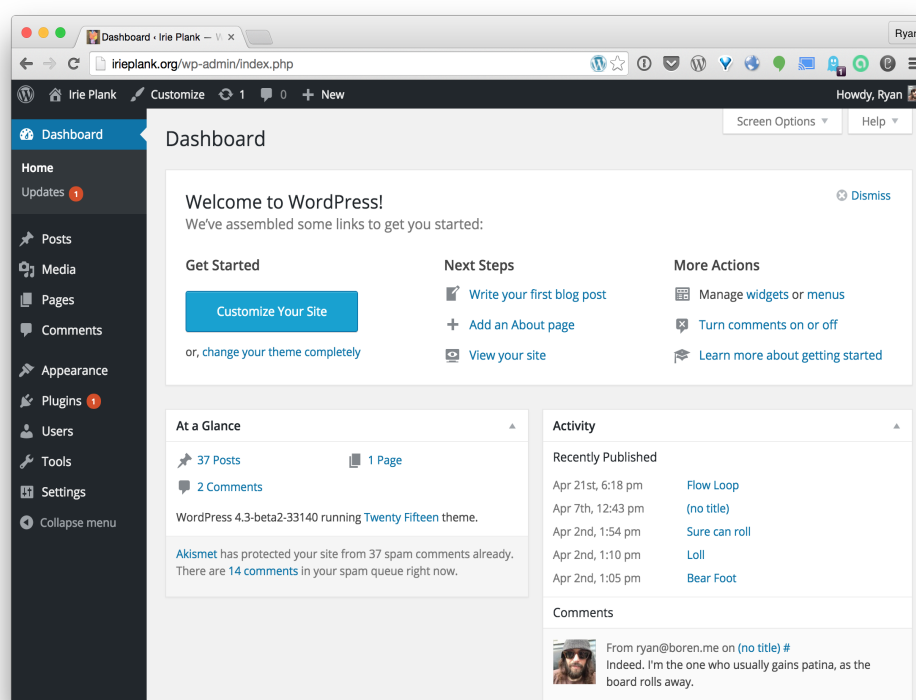 Dashboard ‹ Irie Plank —
Ryan
irieplank.org/wp-admin/index.php
1
Irie Plank
Customize
1
0
New
Howdy, Ryan
Dashboard
Home
Updates 1
Posts
Media
Pages
Comments
Appearance
Plugins 1
Users
Tools
Settings
Collapse menu
Screen Options
Help
Dashboard
Welcome to WordPress!
Dismiss
We've assembled some links to get you started:
Get Started
Customize Your Site
or, change your theme completely
Next Steps
Write your first blog post
Add an About page
View your site
More Actions
Manage widgets or menus
Turn comments on or off
Learn more about getting started
At a Glance
37 Posts
1 Page
2 Comments
WordPress 4.3-beta2-33140 running Twenty Fifteen theme.
Akismet has protected your site from 37 spam comments already.
There are 14 comments in your spam queue right now.
Activity
Recently Published
Apr 21st, 6:18 pm Flow Loop
Apr 7th, 12:43 pm (no title)
Apr 2nd, 1:54 pm Sure can roll
Apr 2nd, 1:10 pm Loll
Apr 2nd, 1:05 pm Bear Foot
Comments
From ryan@boren.me on (no title) #
Indeed. I'm the one who usually gains patina, as the
board rolls away.